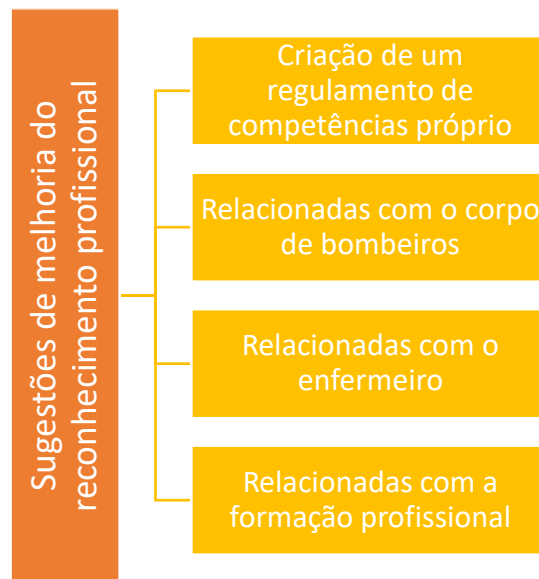 Sugestões de melhoria do
reconhecimento profissional
Criação de um
regulamento de
competências próprio
Relacionadas com o corpo
de bombeiros
Relacionadas com o
enfermeiro
Relacionadas com a
formação profissional